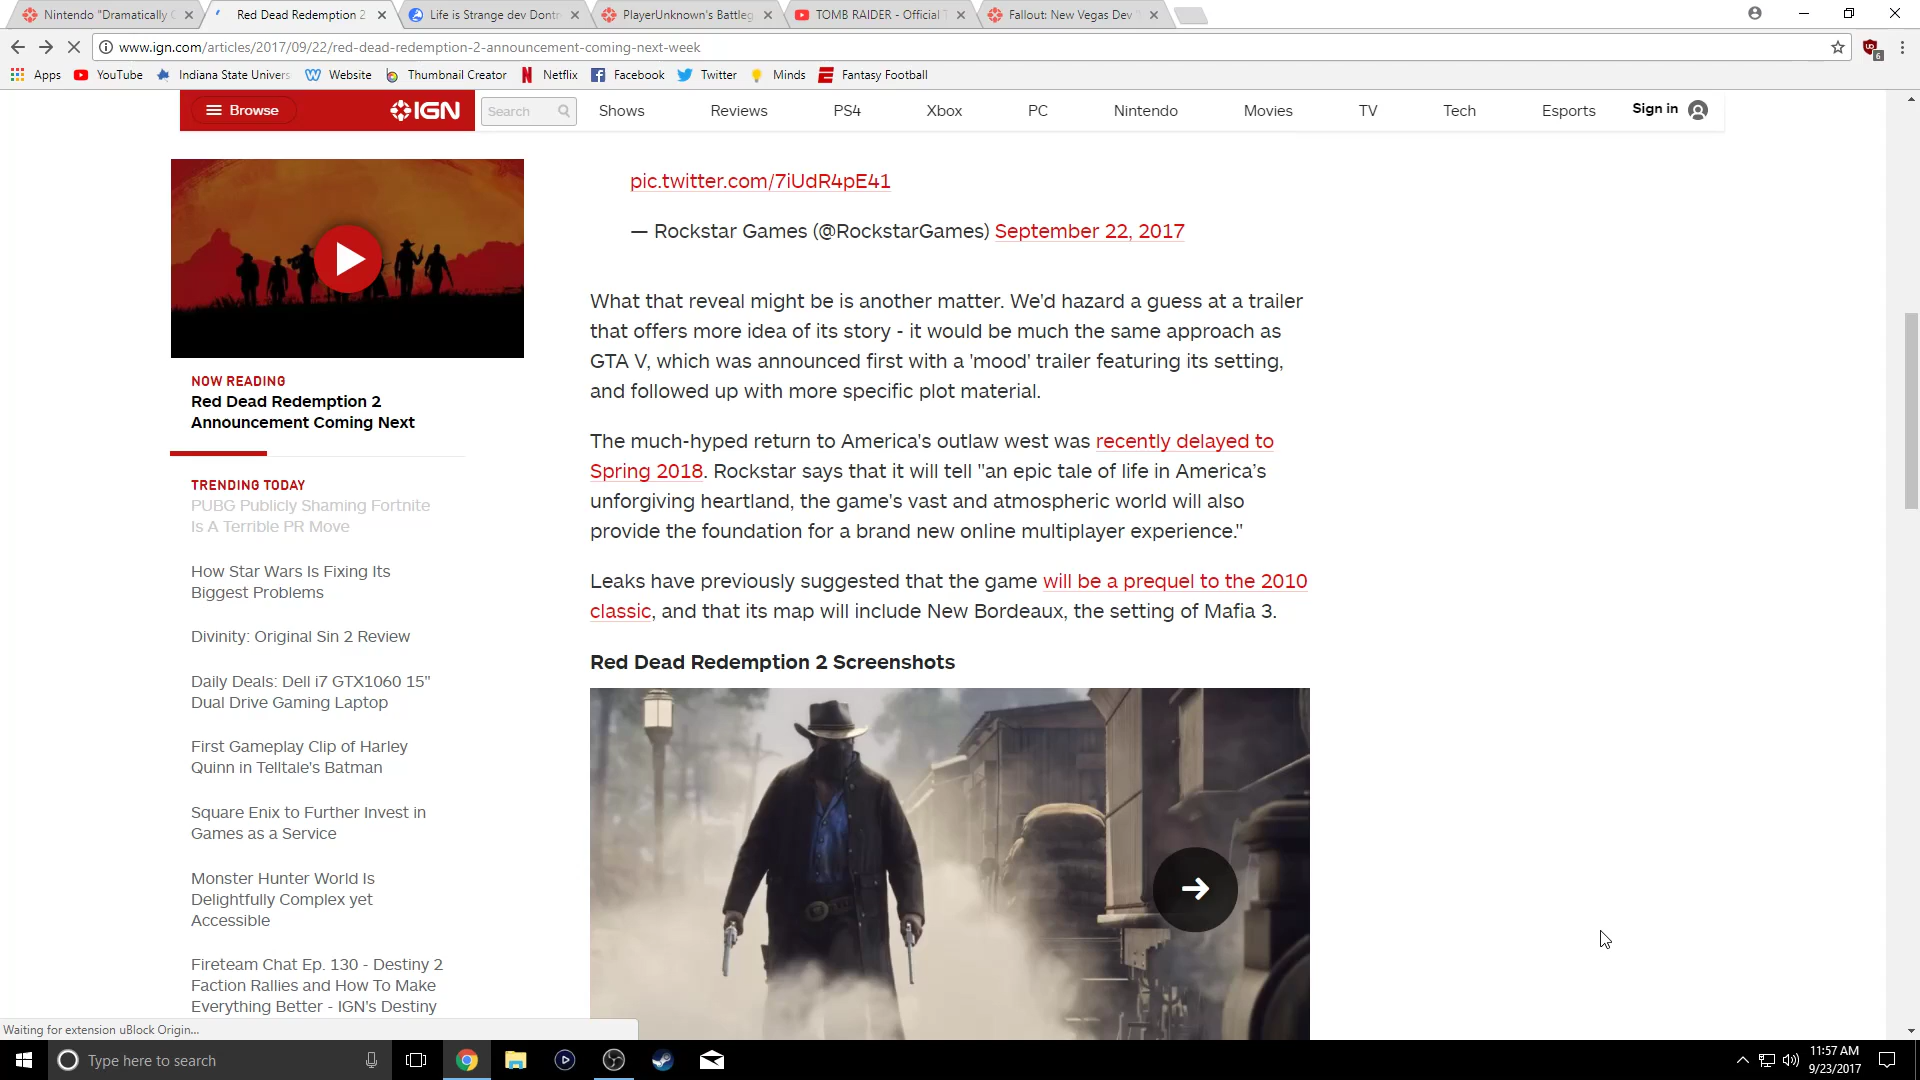 Nintendo "Dramatically
Red Dead Redemption 2
Life is Strange dev Dontn
PlayerUnknown's Battleg
TOMB RAIDER - Official T
Fallout: New Vegas Dev
www.ign.com/articles/2017/09/22/red-dead-redemption-2-announcement-coming-next-week
6
Apps
YouTube
Indiana State Univers
Website
Thumbnail Creator
Netflix
Facebook
Twitter
Minds
Fantasy Football
Browse
IGN
Search
Shows
Reviews
PS4
Xbox
PC
Nintendo
Movies
TV
Tech
Esports
Sign in
NOW READING
Red Dead Redemption 2
Announcement Coming Next
TRENDING TODAY
PUBG Publicly Shaming Fortnite
Is A Terrible PR Move
How Star Wars Is Fixing Its
Biggest Problems
Divinity: Original Sin 2 Review
Daily Deals: Dell i7 GTX1060 15"
Dual Drive Gaming Laptop
First Gameplay Clip of Harley
Quinn in Telltale's Batman
Square Enix to Further Invest in
Games as a Service
Monster Hunter World Is
Delightfully Complex yet
Accessible
Fireteam Chat Ep. 130 - Destiny 2
Faction Rallies and How To Make
Everything Better - IGN's Destiny
pic.twitter.com/7iUdR4pE41
— Rockstar Games (@RockstarGames) September 22, 2017
What that reveal might be is another matter. We'd hazard a guess at a trailer
that offers more idea of its story - it would be much the same approach as
GTA V, which was announced first with a 'mood' trailer featuring its setting,
and followed up with more specific plot material.
The much-hyped return to America's outlaw west was recently delayed to
Spring 2018. Rockstar says that it will tell "an epic tale of life in America's
unforgiving heartland, the game's vast and atmospheric world will also
provide the foundation for a brand new online multiplayer experience."
Leaks have previously suggested that the game will be a prequel to the 2010
classic, and that its map will include New Bordeaux, the setting of Mafia 3.
Red Dead Redemption 2 Screenshots
Waiting for extension uBlock Origin...
Type here to search
11:57 AM
9/23/2017